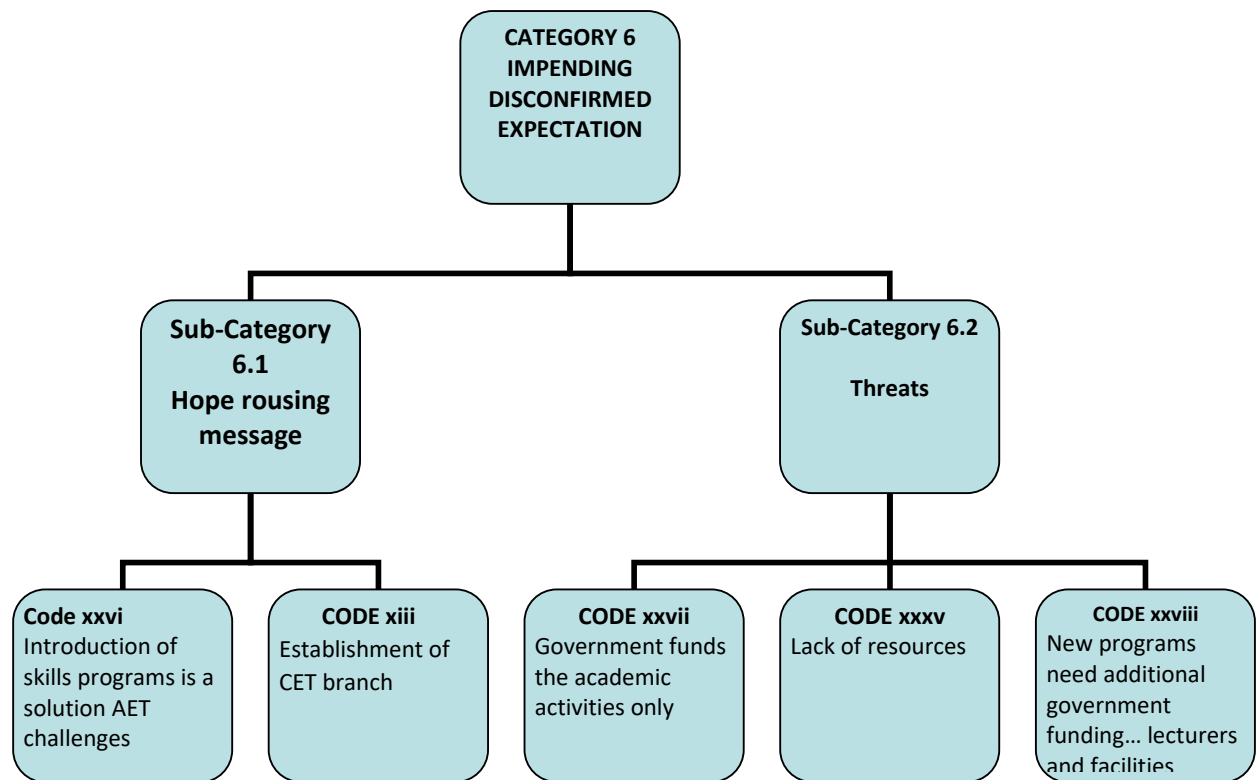 CATEGORY 6
IMPENDING
DISCONFIRMED
EXPECTATION
Sub-Category
6.1
Hope rousing
message
Sub-Category 6.2
Threats
Code xxvi
Introduction of
skills programs is a
solution AET
challenges
CODE xiii
Establishment of
CET branch
CODE xxvii
Government funds
the academic
activities only
CODE xxxv
Lack of resources
CODE xxviii
New programs
need additional
government
funding... lecturers
and facilities